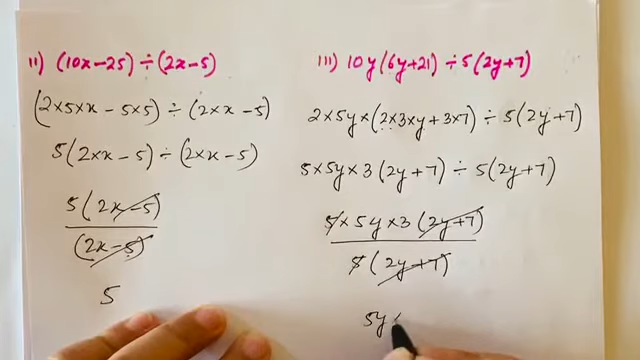 ii) (10x-25) ÷ (2x-5)
(2×5×x - 5×5) ÷ (2×x - 5)
5(2×x - 5) ÷ (2×x - 5)
5(2x-5)
(2x-5)
5
iii) 10y(6y+21) ÷ 5(2y+7)
2×5y×(2×3×y+3×7) ÷ 5(2y+7)
5×5y×3(2y+7) ÷ 5(2y+7)
5×5y×3(2y+7)
5(2y+7)
5y×